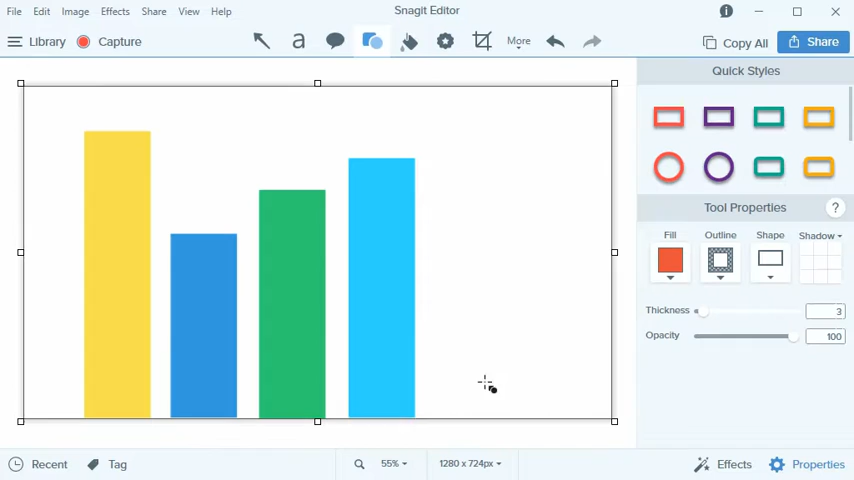 File Edit Image Effects Share View Help
Snagit Editor
Library Capture
a
More
Copy All
Share
Quick Styles
Tool Properties
?
Fill Outline Shape Shadow
Thickness 3
Opacity 100
Recent Tag
55%
1280 x 724px
Effects Properties